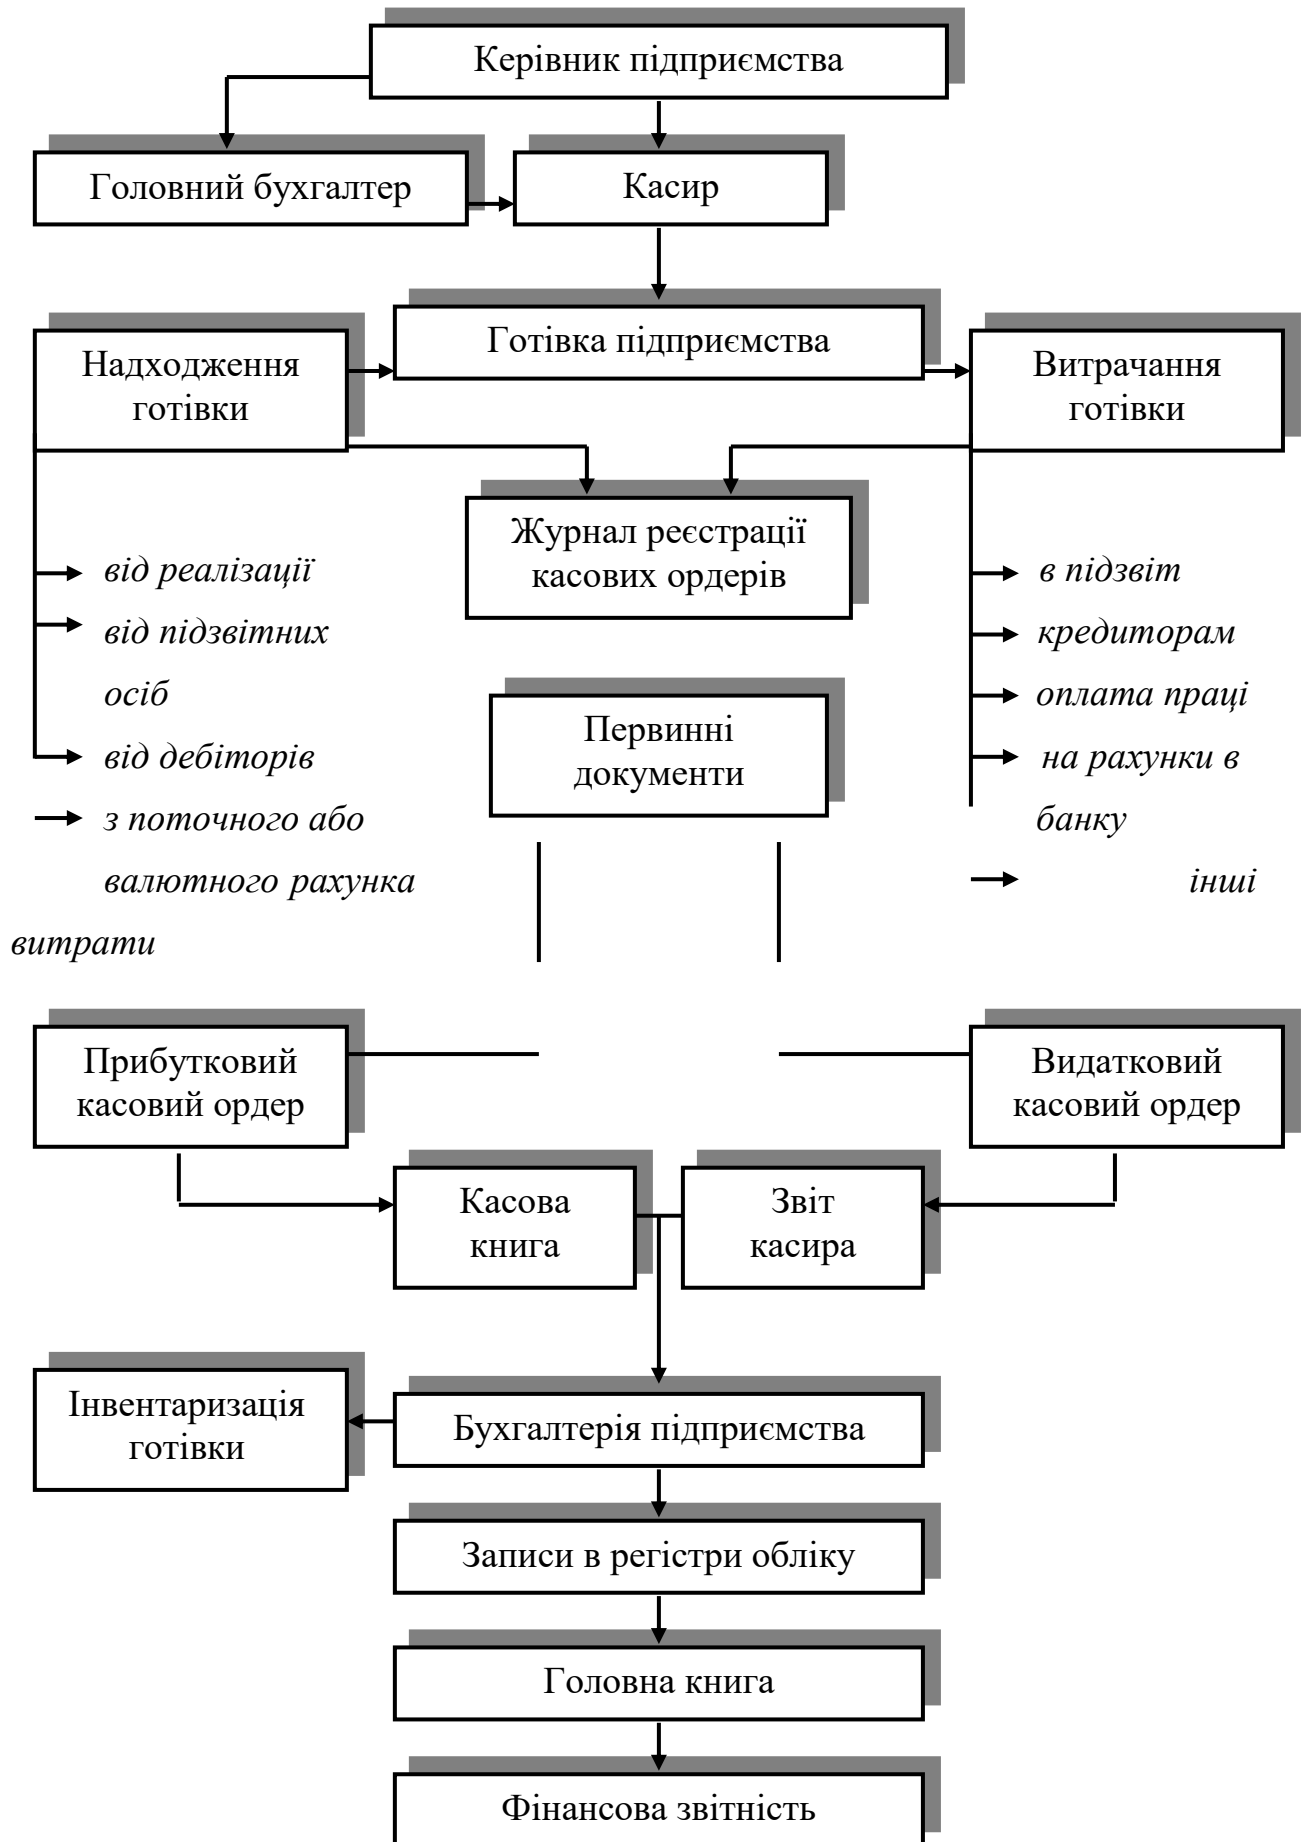 Керівник підприємства
Головний бухгалтер
Касир
Готівка підприємства
Надходження
готівки
Витрачання
готівки
Журнал реєстрації
касових ордерів
від реалізації
в підзвіт
від підзвітних
кредиторам
осіб
оплата праці
Первинні
документи
від дебіторів
на рахунки в
з поточного або
банку
валютного рахунка
інші
витрати
Прибутковий
касовий ордер
Видатковий
касовий ордер
Касова
книга
Звіт
касира
Інвентаризація
готівки
Бухгалтерія підприємства
Записи в регістри обліку
Головна книга
Фінансова звітність